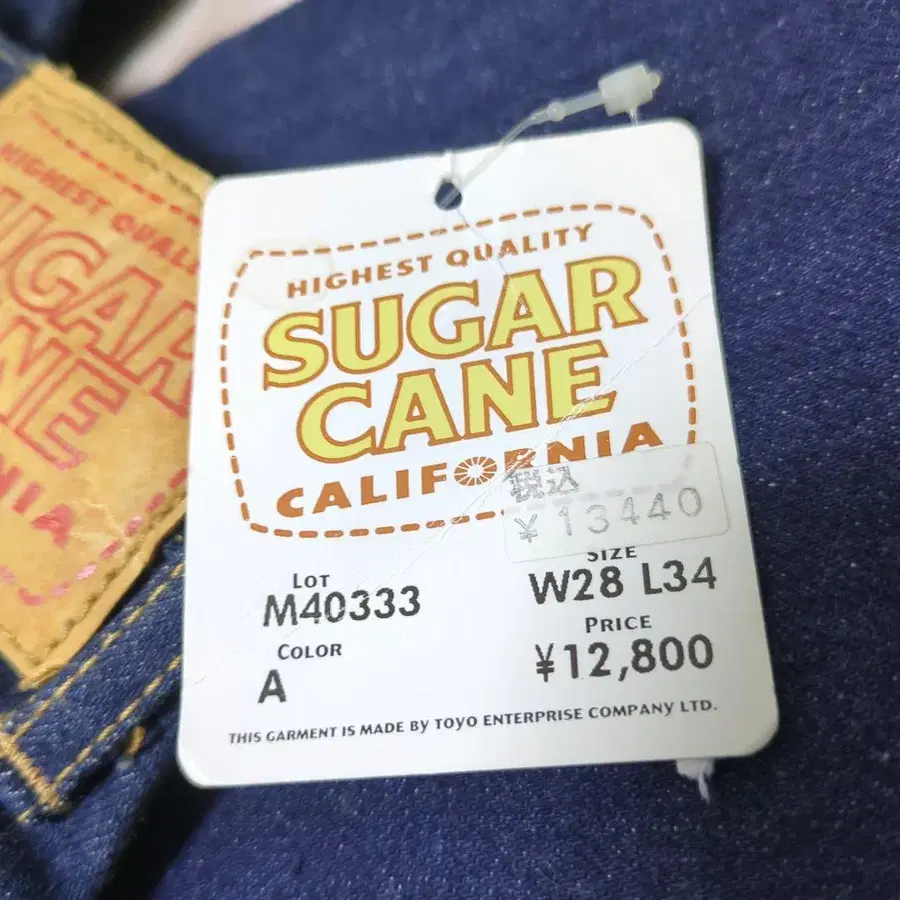 HIGHEST QUALITY
SUGAR
CANE
CALIFORNIA
税込
¥13440
LOT
M40333
SIZE
W28 L34
COLOR
A
PRICE
¥12,800
THIS GARMENT IS MADE BY TOYO ENTERPRISE COMPANY LTD.
HIGHEST QUALI
UGAR
NE
NIA